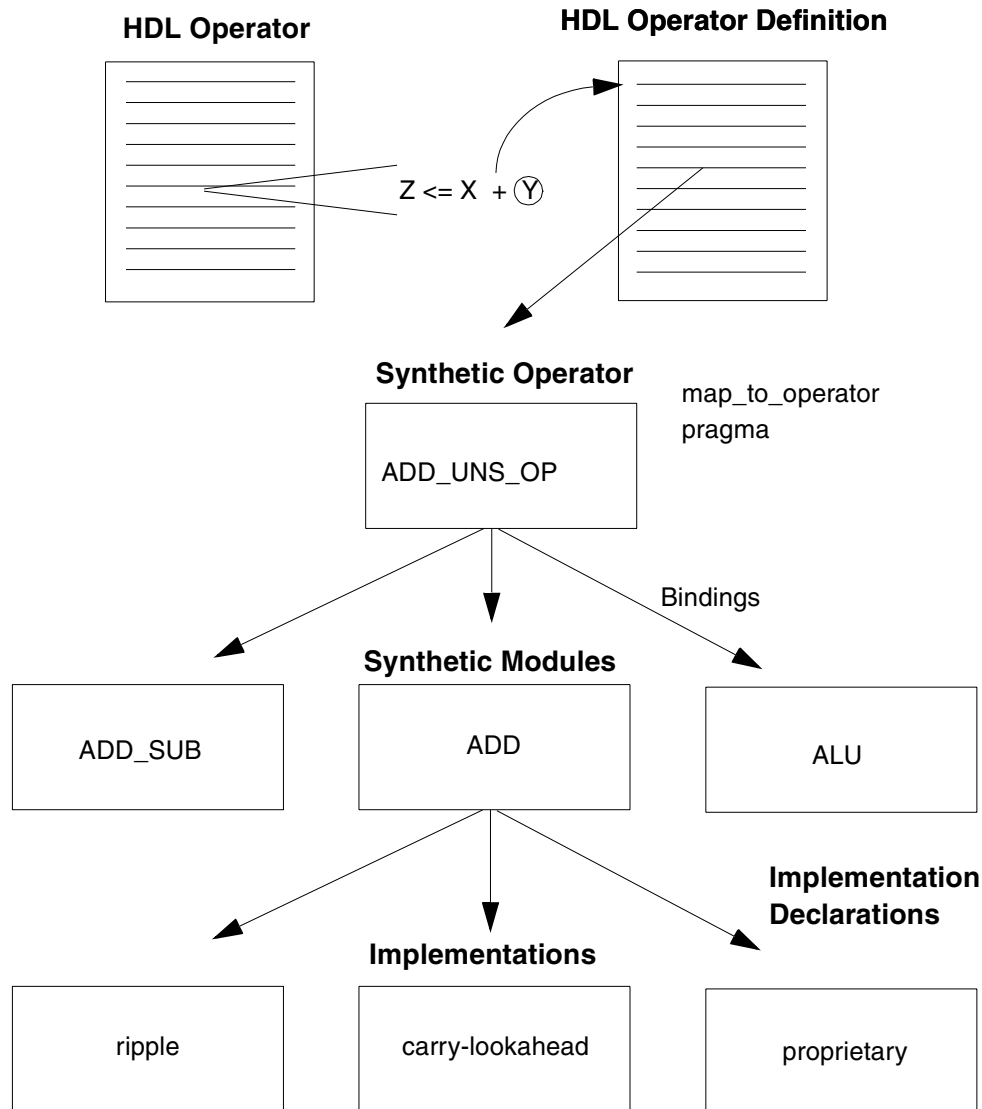 HDL Operator
HDL Operator Definition
Z <= X + Y
Synthetic Operator
map_to_operator
pragma
ADD_UNS_OP
Bindings
Synthetic Modules
ADD_SUB
ADD
ALU
Implementation
Declarations
Implementations
ripple
carry-lookahead
proprietary